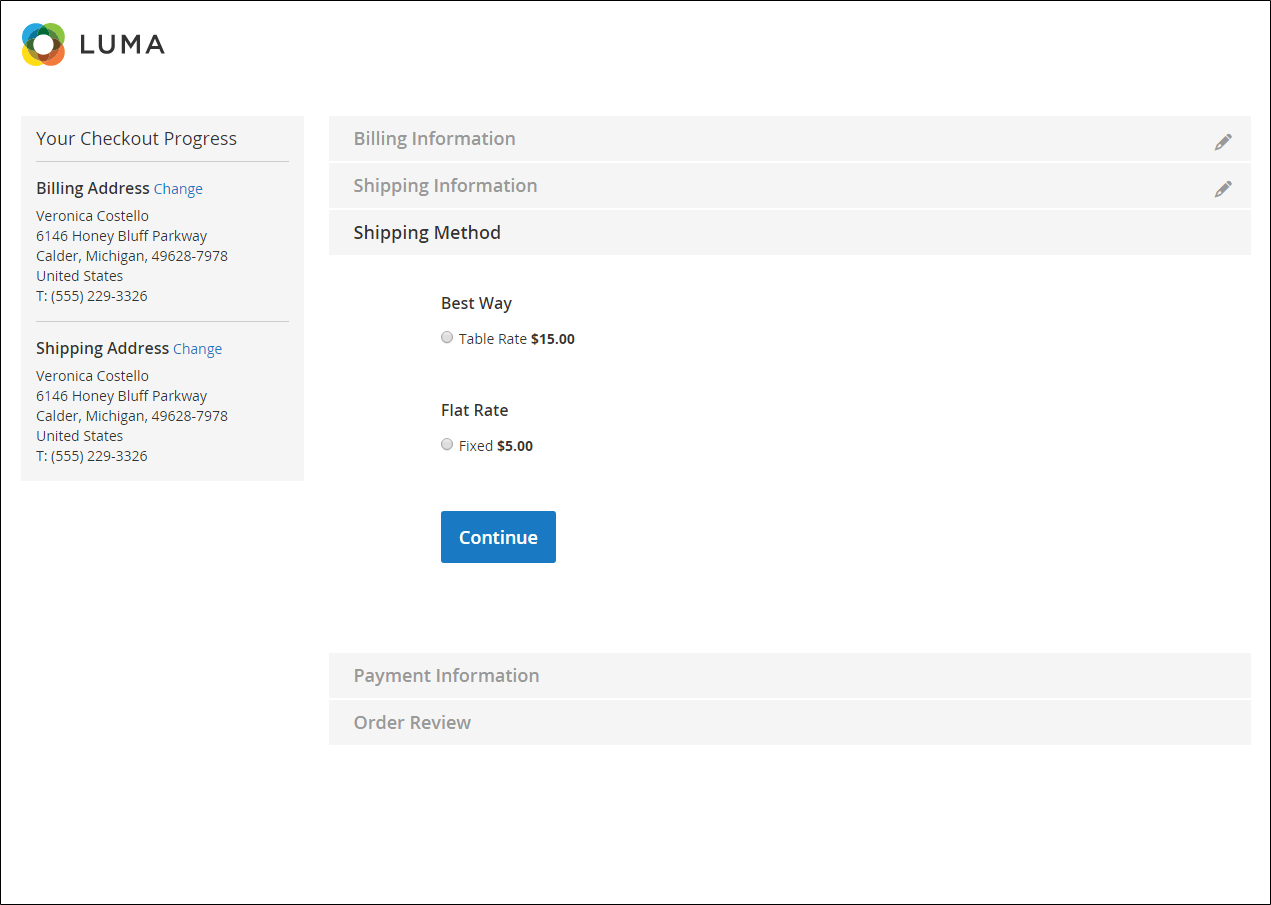 LUMA
Your Checkout Progress
Billing Address Change
Veronica Costello
6146 Honey Bluff Parkway
Calder, Michigan, 49628-7978
United States
T: (555) 229-3326
Shipping Address Change
Veronica Costello
6146 Honey Bluff Parkway
Calder, Michigan, 49628-7978
United States
T: (555) 229-3326
Billing Information
Shipping Information
Shipping Method
Best Way
Table Rate $15.00
Flat Rate
Fixed $5.00
Continue
Payment Information
Order Review